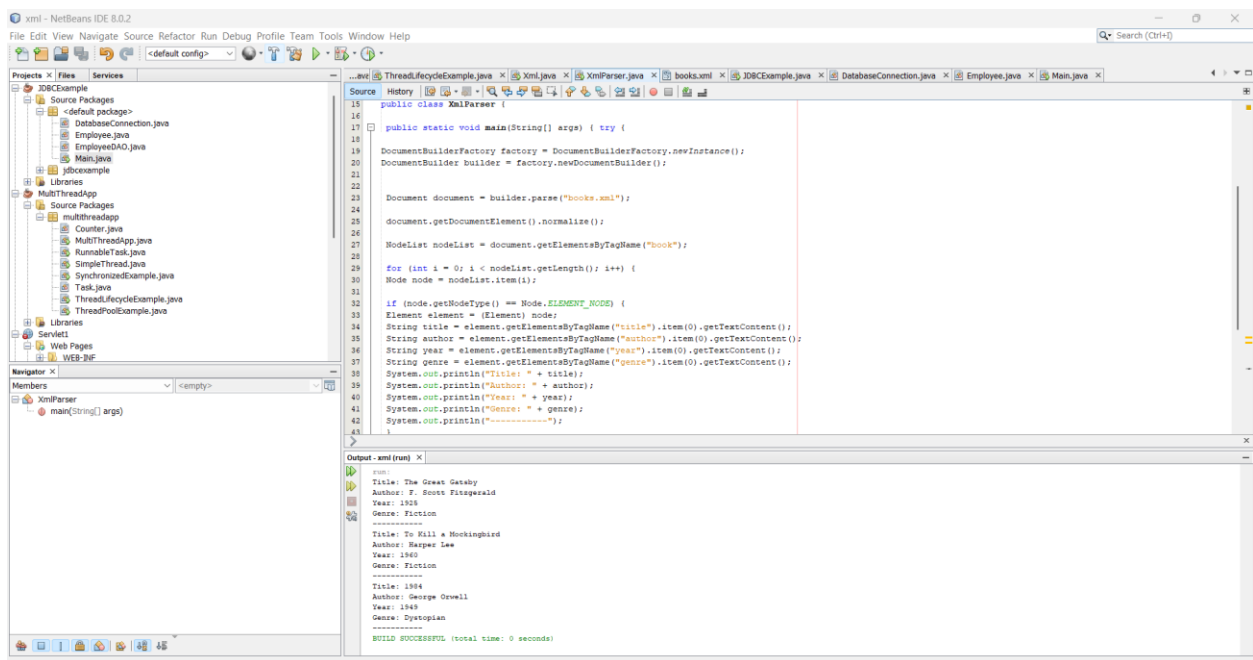 xml - NetBeans IDE 8.0.2
File Edit View Navigate Source Refactor Run Debug Profile Team Tools Window Help
Search (Ctrl+I)
<default config>
Projects Files Services
JDBCExample
Source Packages
<default package>
DatabaseConnection.java
Employee.java
EmployeeDAO.java
Main.java
jdbcexample
Libraries
MultiThreadApp
Source Packages
multithreadapp
Counter.java
MultiThreadApp.java
RunnableTask.java
SimpleThread.java
SynchronizedExample.java
Task.java
ThreadLifecycleExample.java
ThreadPoolExample.java
Libraries
Servlet1
Web Pages
WEB-INF
Navigator
Members <empty>
XmlParser
main(String[] args)
...ava ThreadLifecycleExample.java Xml.java XmlParser.java books.xml JDBCExample.java DatabaseConnection.java Employee.java Main.java
Source History
15 public class XmlParser {
16
17 public static void main(String[] args) { try {
18
19 DocumentBuilderFactory factory = DocumentBuilderFactory.newInstance();
20 DocumentBuilder builder = factory.newDocumentBuilder();
21
22
23 Document document = builder.parse("books.xml");
24
25 document.getDocumentElement().normalize();
26
27 NodeList nodeList = document.getElementsByTagName("book");
28
29 for (int i = 0; i < nodeList.getLength(); i++) {
30 Node node = nodeList.item(i);
31
32 if (node.getNodeType() == Node.ELEMENT_NODE) {
33 Element element = (Element) node;
34 String title = element.getElementsByTagName("title").item(0).getTextContent();
35 String author = element.getElementsByTagName("author").item(0).getTextContent();
36 String year = element.getElementsByTagName("year").item(0).getTextContent();
37 String genre = element.getElementsByTagName("genre").item(0).getTextContent();
38 System.out.println("Title: " + title);
39 System.out.println("Author: " + author);
40 System.out.println("Year: " + year);
41 System.out.println("Genre: " + genre);
42 System.out.println("-----------");
43 }
Output - xml (run)
run:
Title: The Great Gatsby
Author: F. Scott Fitzgerald
Year: 1925
Genre: Fiction
-----------
Title: To Kill a Mockingbird
Author: Harper Lee
Year: 1960
Genre: Fiction
-----------
Title: 1984
Author: George Orwell
Year: 1949
Genre: Dystopian
-----------
BUILD SUCCESSFUL (total time: 0 seconds)